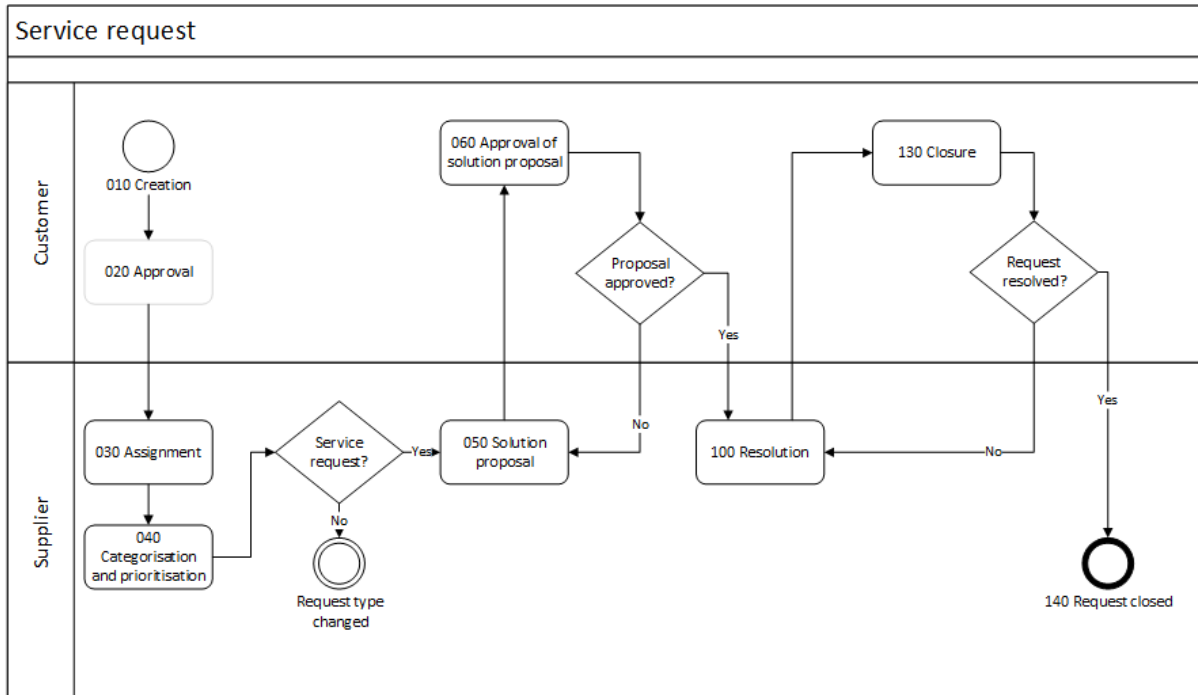 Service request
Customer
010 Creation
020 Approval
060 Approval of
solution proposal
Proposal
approved?
Yes
No
130 Closure
Request
resolved?
Yes
No
Supplier
030 Assignment
040
Categorisation
and prioritisation
Service
request?
Yes
No
Request type
changed
050 Solution
proposal
100 Resolution
140 Request closed